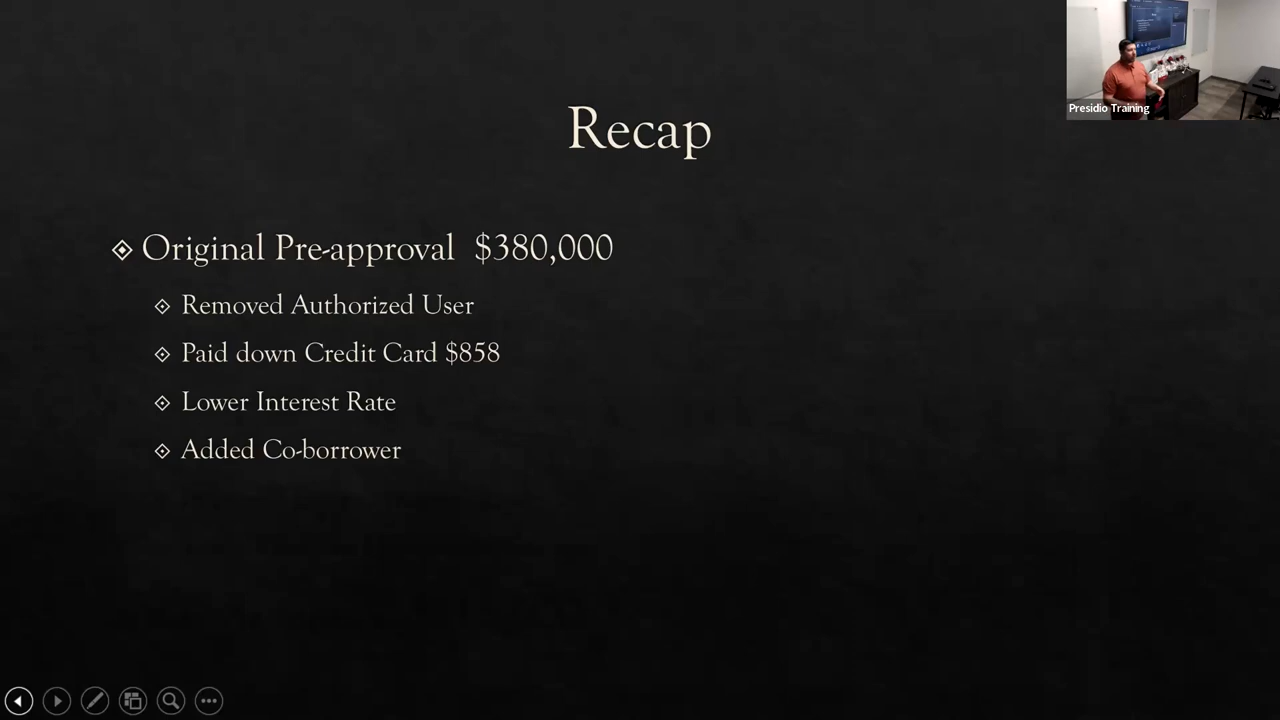 Presidio Training
Recap
Original Pre-approval $380,000
Removed Authorized User
Paid down Credit Card $858
Lower Interest Rate
Added Co-borrower